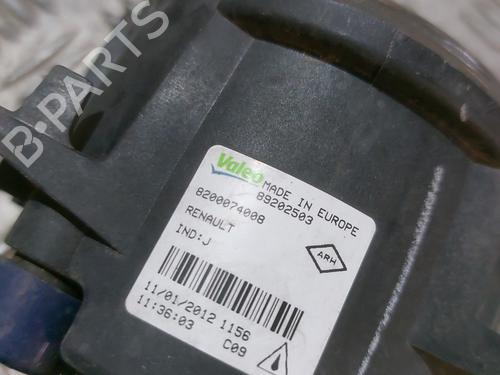 B-PARTS
Valeo
MADE IN EUROPE
89202503
8200074008
RENAULT
IND:J
ARH
11/01/2012 1156
11:36:03
C09